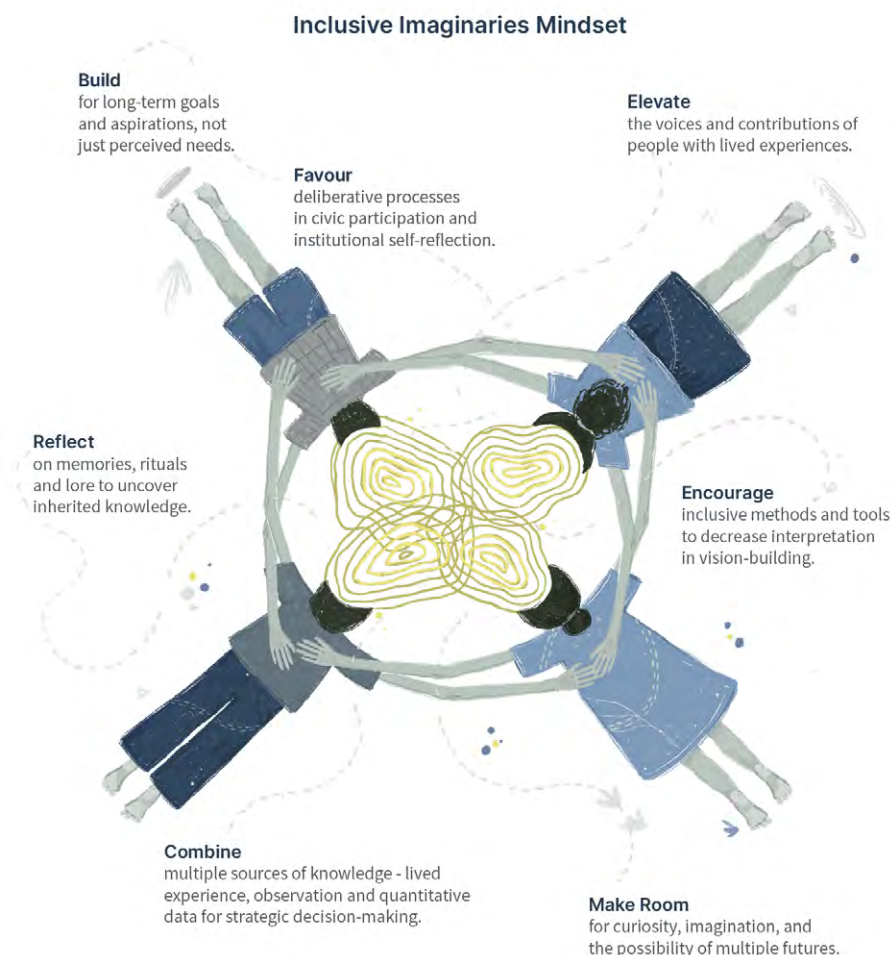 Inclusive Imaginaries Mindset
Build
for long-term goals
and aspirations, not
just perceived needs.
Elevate
the voices and contributions of
people with lived experiences.
Favour
deliberative processes
in civic participation and
institutional self-reflection.
Reflect
on memories, rituals
and lore to uncover
inherited knowledge.
Encourage
inclusive methods and tools
to decrease interpretation
in vision-building.
Combine
multiple sources of knowledge - lived
experience, observation and quantitative
data for strategic decision-making.
Make Room
for curiosity, imagination, and
the possibility of multiple futures.